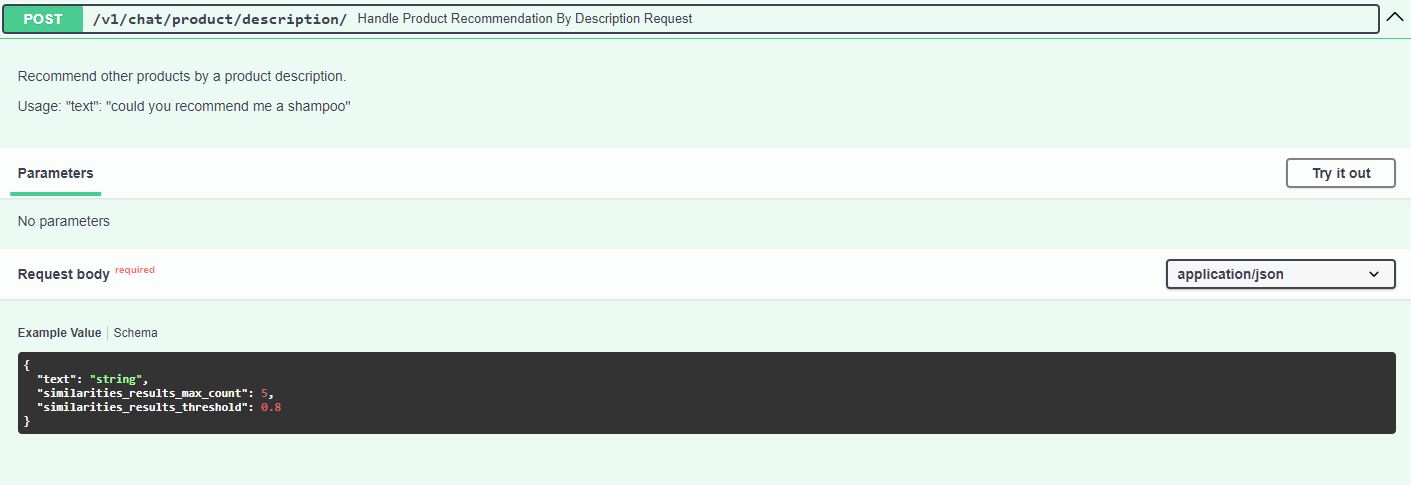 POST /v1/chat/product/description/ Handle Product Recommendation By Description Request
Recommend other products by a product description.
Usage: "text": "could you recommend me a shampoo"
Parameters
Try it out
No parameters
Request body required
application/json
Example Value
Schema
{
"text": "string",
"similarities_results_max_count": 5,
"similarities_results_threshold": 0.8
}